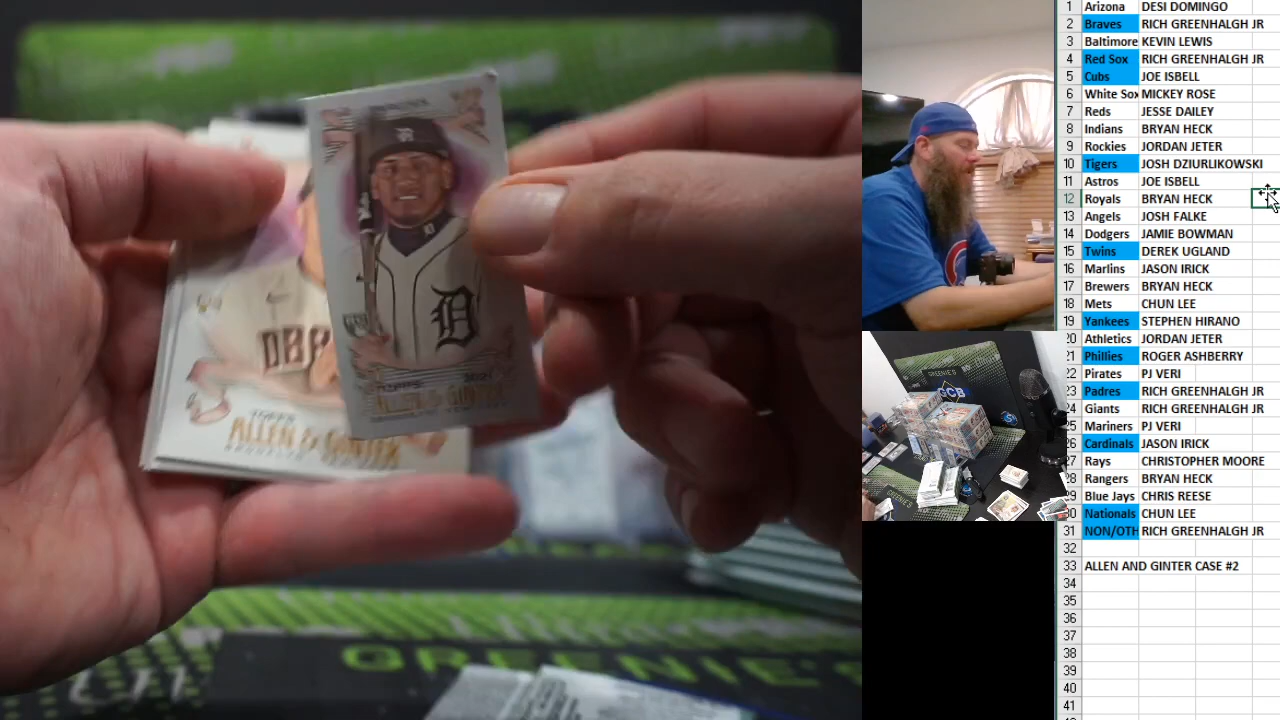 D
TOPPS
ALLEN & GINTER
GREENIE'S
GREENIE'S
GCB
1 Arizona DESI DOMINGO
2 Braves RICH GREENHALGH JR
3 Baltimore KEVIN LEWIS
4 Red Sox RICH GREENHALGH JR
5 Cubs JOE ISBELL
6 White Sox MICKEY ROSE
7 Reds JESSE DAILEY
8 Indians BRYAN HECK
9 Rockies JORDAN JETER
10 Tigers JOSH DZIURLIKOWSKI
11 Astros JOE ISBELL
12 Royals BRYAN HECK
13 Angels JOSH FALKE
14 Dodgers JAMIE BOWMAN
15 Twins DEREK UGLAND
16 Marlins JASON IRICK
17 Brewers BRYAN HECK
18 Mets CHUN LEE
19 Yankees STEPHEN HIRANO
20 Athletics JORDAN JETER
21 Phillies ROGER ASHBERRY
22 Pirates PJ VERI
23 Padres RICH GREENHALGH JR
24 Giants RICH GREENHALGH JR
25 Mariners PJ VERI
26 Cardinals JASON IRICK
27 Rays CHRISTOPHER MOORE
28 Rangers BRYAN HECK
29 Blue Jays CHRIS REESE
30 Nationals CHUN LEE
31 NON/OTH RICH GREENHALGH JR
32
33 ALLEN AND GINTER CASE #2
34
35
36
37
38
39
40
41